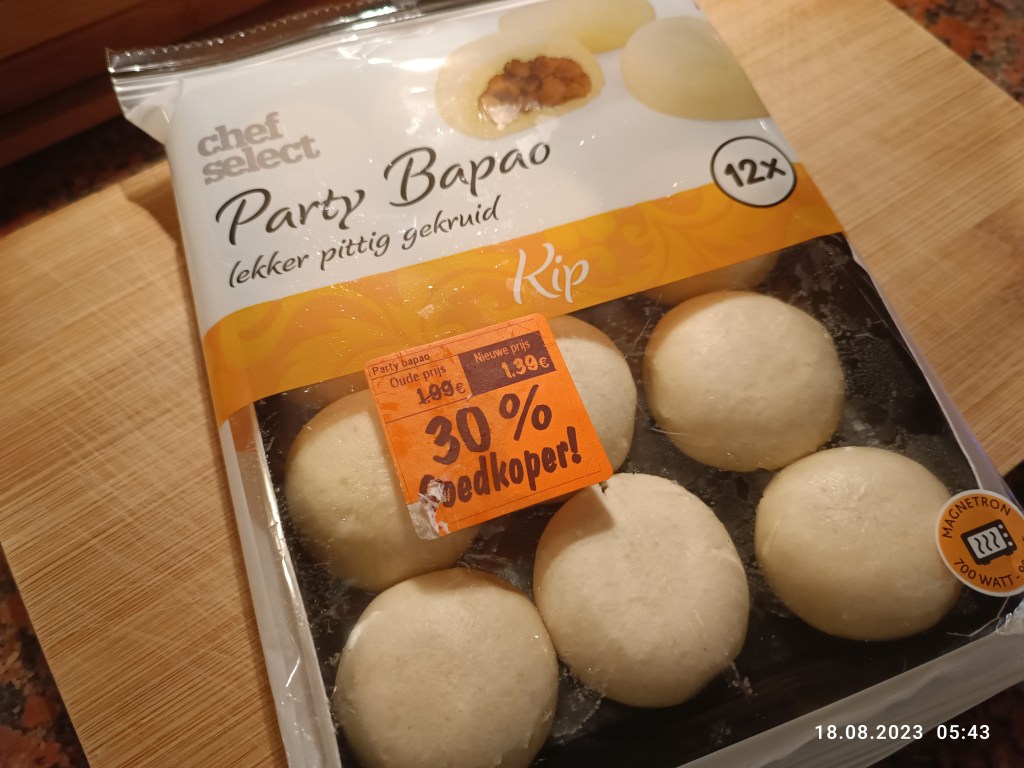 chef
select
Party Bapao
lekker pittig gekruid
12x
Kip
Party bapao
Oude prijs
1.99€
Nieuwe prijs
1.39€
30 %
Goedkoper!
MAGNETRON
700 WATT
18.08.2023 05:43